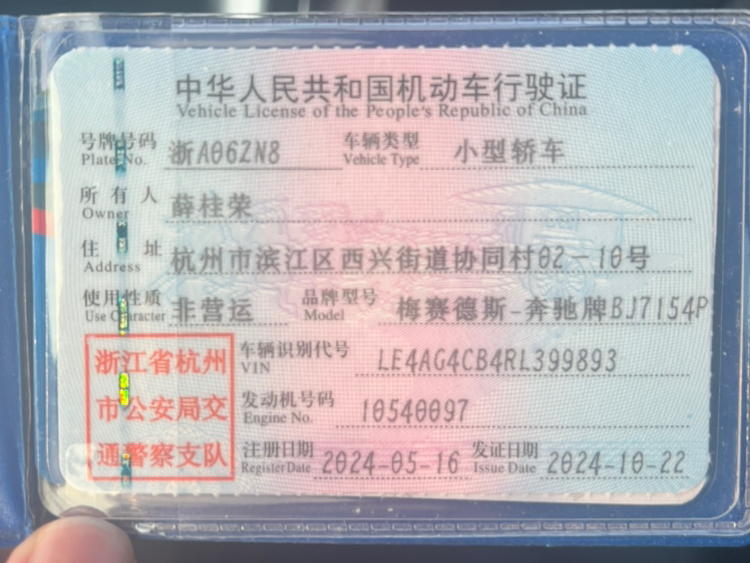 中华人民共和国机动车行驶证
Vehicle License of the People's Republic of China
号牌号码 浙A06ZN8 车辆类型 小型轿车
Plate No. Vehicle Type
所有人 薛桂荣
Owner
住址 杭州市滨江区西兴街道协同村02-10号
Address
使用性质 非营运 品牌型号 梅赛德斯-奔驰牌BJ7154P
Use Character Model
浙江省杭州
市公安局交
通警察支队
车辆识别代号 LE4AG4CB4RL399893
VIN
发动机号码 10540097
Engine No.
注册日期 2024-05-16 发证日期 2024-10-22
Register Date Issue Date